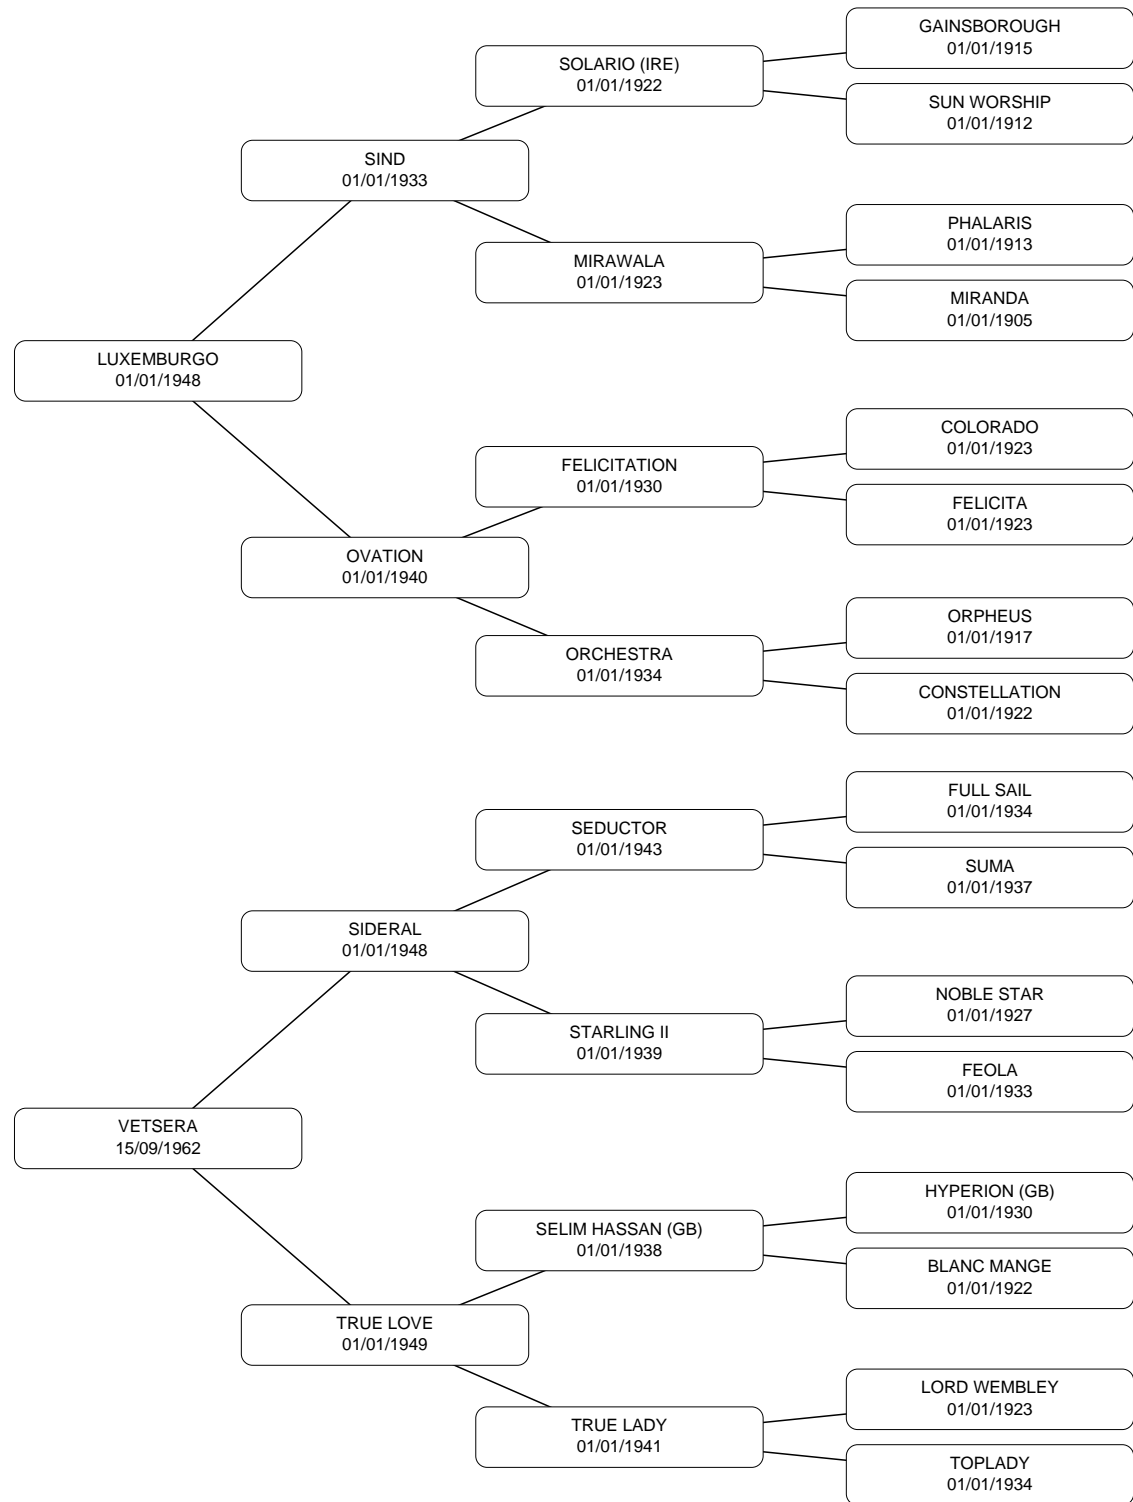 GAINSBOROUGH
01/01/1915
SOLARIO (IRE)
01/01/1922
SUN WORSHIP
01/01/1912
SIND
01/01/1933
PHALARIS
01/01/1913
MIRAWALA
01/01/1923
MIRANDA
01/01/1905
LUXEMBURGO
01/01/1948
COLORADO
01/01/1923
FELICITATION
01/01/1930
FELICITA
01/01/1923
OVATION
01/01/1940
ORPHEUS
01/01/1917
ORCHESTRA
01/01/1934
CONSTELLATION
01/01/1922
FULL SAIL
01/01/1934
SEDUCTOR
01/01/1943
SUMA
01/01/1937
SIDERAL
01/01/1948
NOBLE STAR
01/01/1927
STARLING II
01/01/1939
FEOLA
01/01/1933
VETSERA
15/09/1962
HYPERION (GB)
01/01/1930
SELIM HASSAN (GB)
01/01/1938
BLANC MANGE
01/01/1922
TRUE LOVE
01/01/1949
LORD WEMBLEY
01/01/1923
TRUE LADY
01/01/1941
TOPLADY
01/01/1934